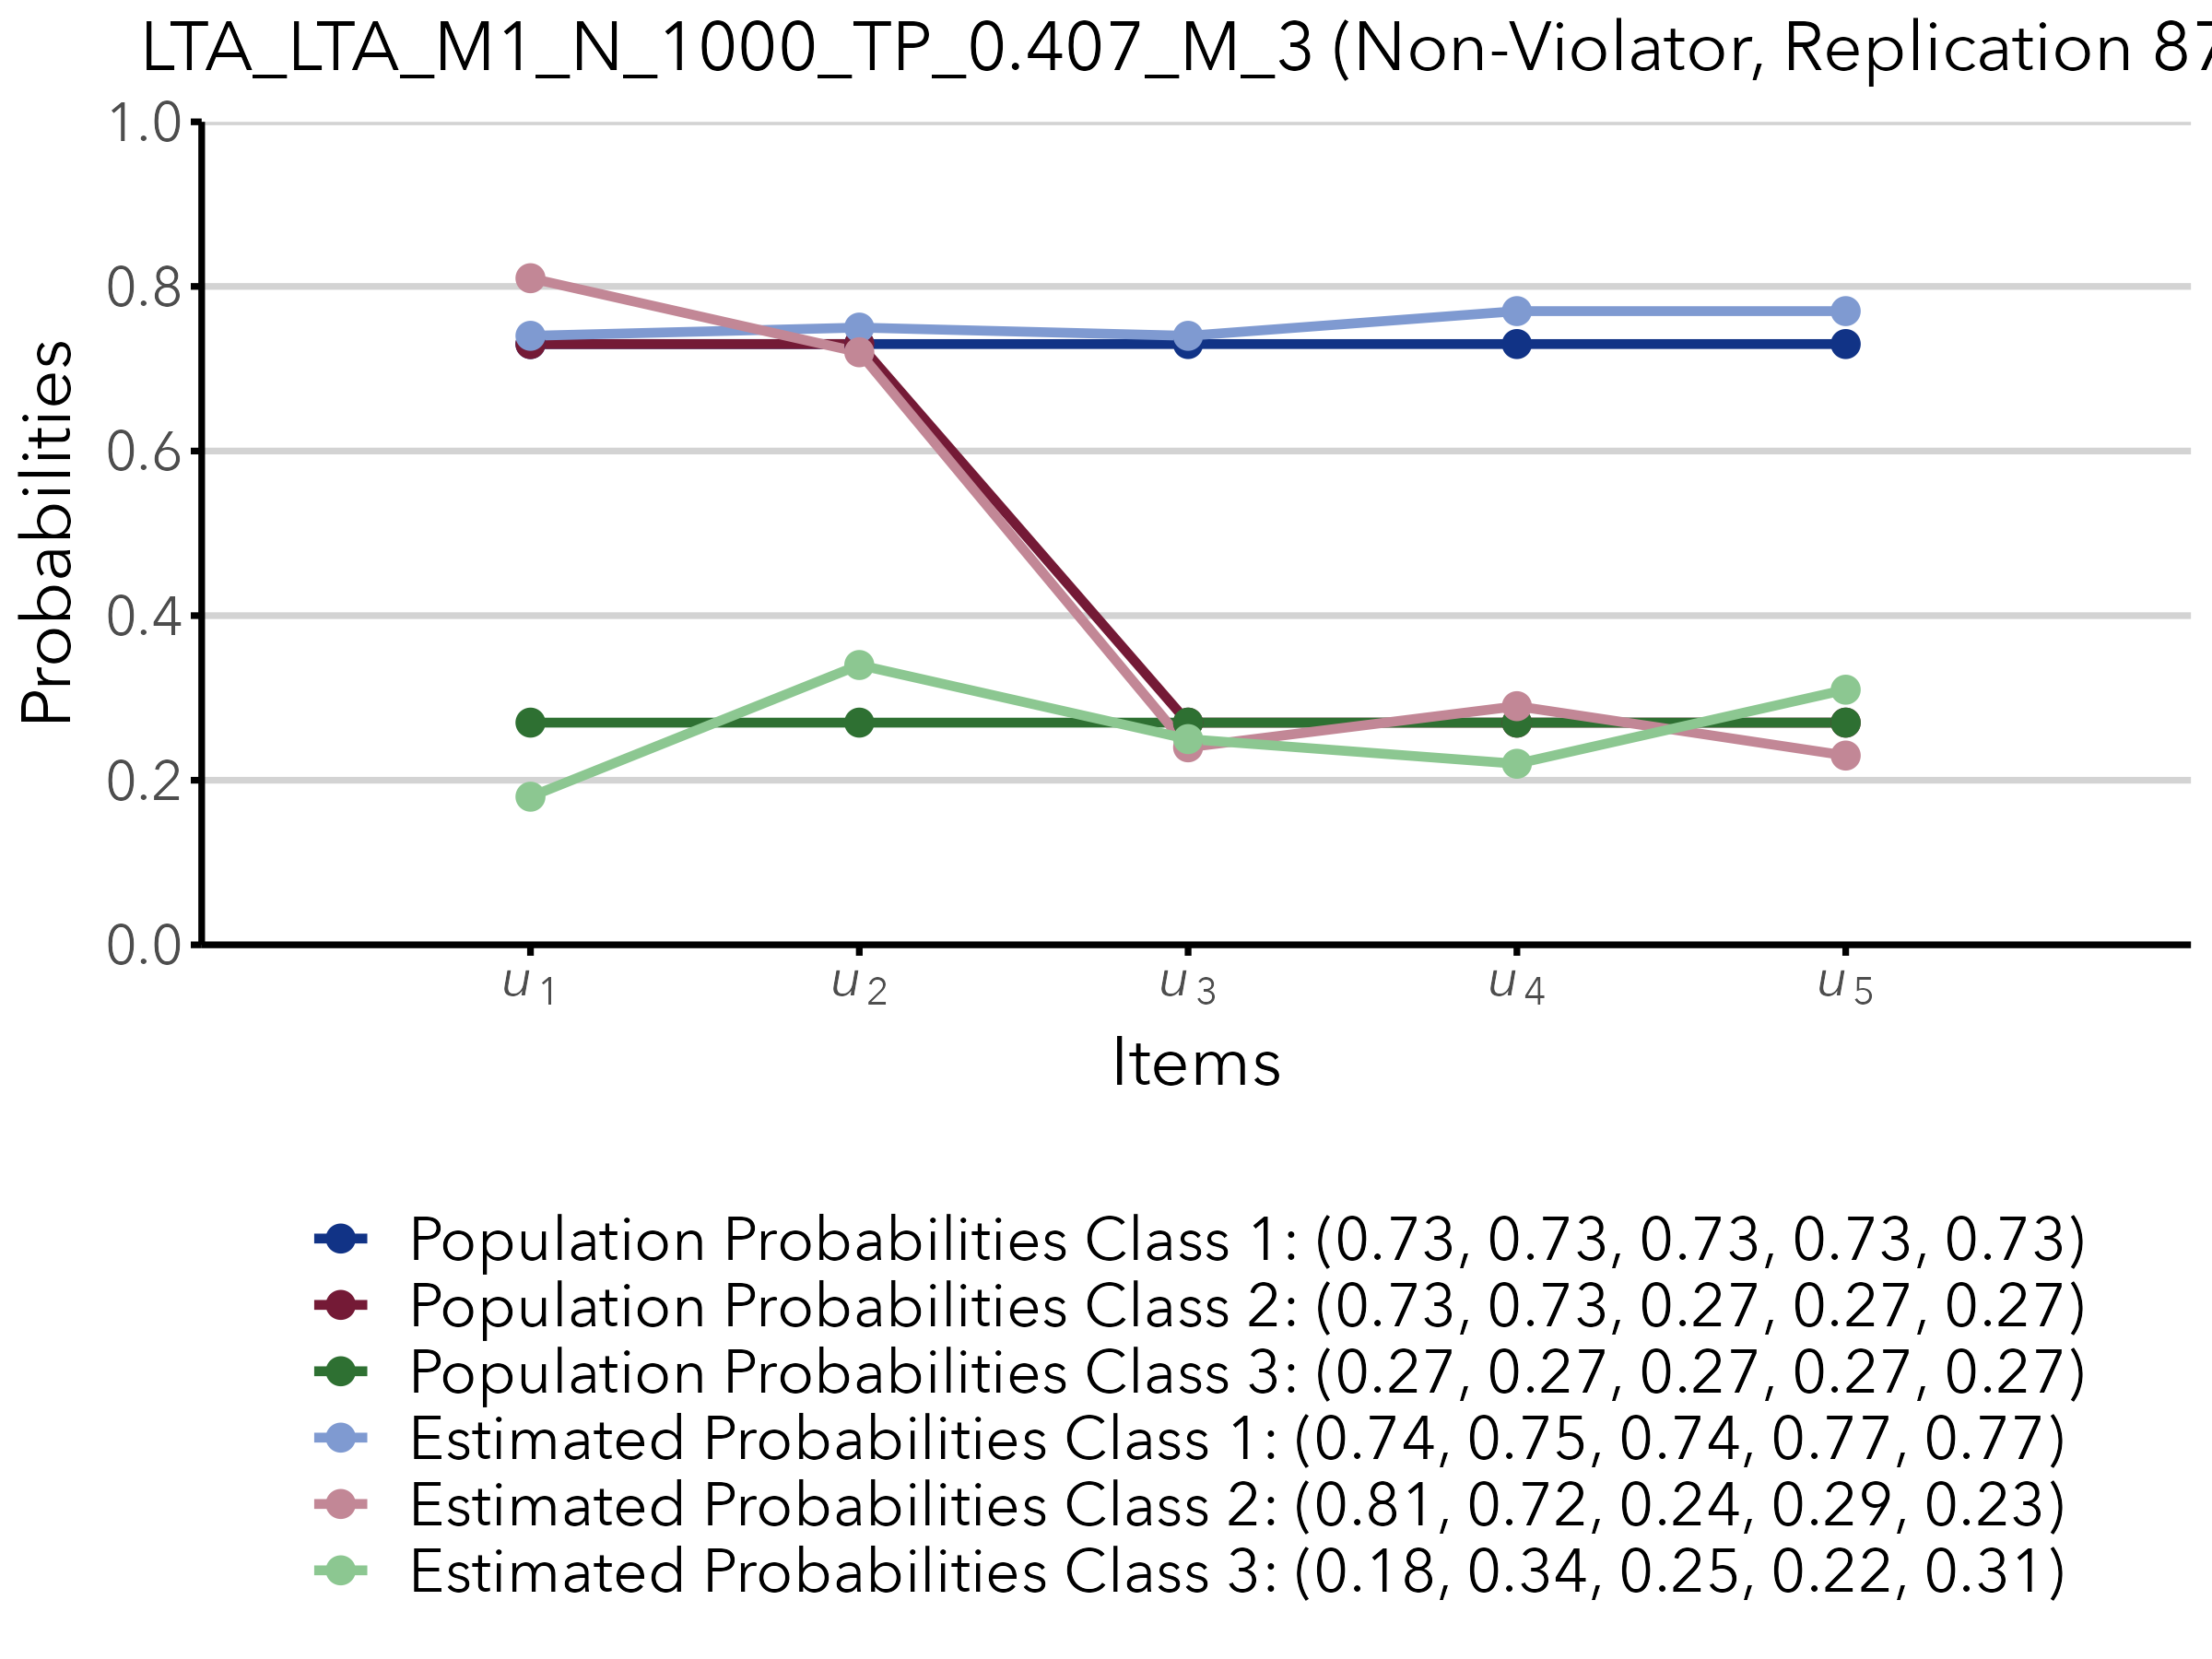 LTA_LTA_M1_N_1000_TP_0.407_M_3 (Non-Violator, Replication 87
1.0
0.8
0.6
0.4
0.2
0.0
Probabilities
u1 u2 u3 u4 u5
Items
Population Probabilities Class 1: (0.73, 0.73, 0.73, 0.73, 0.73)
Population Probabilities Class 2: (0.73, 0.73, 0.27, 0.27, 0.27)
Population Probabilities Class 3: (0.27, 0.27, 0.27, 0.27, 0.27)
Estimated Probabilities Class 1: (0.74, 0.75, 0.74, 0.77, 0.77)
Estimated Probabilities Class 2: (0.81, 0.72, 0.24, 0.29, 0.23)
Estimated Probabilities Class 3: (0.18, 0.34, 0.25, 0.22, 0.31)